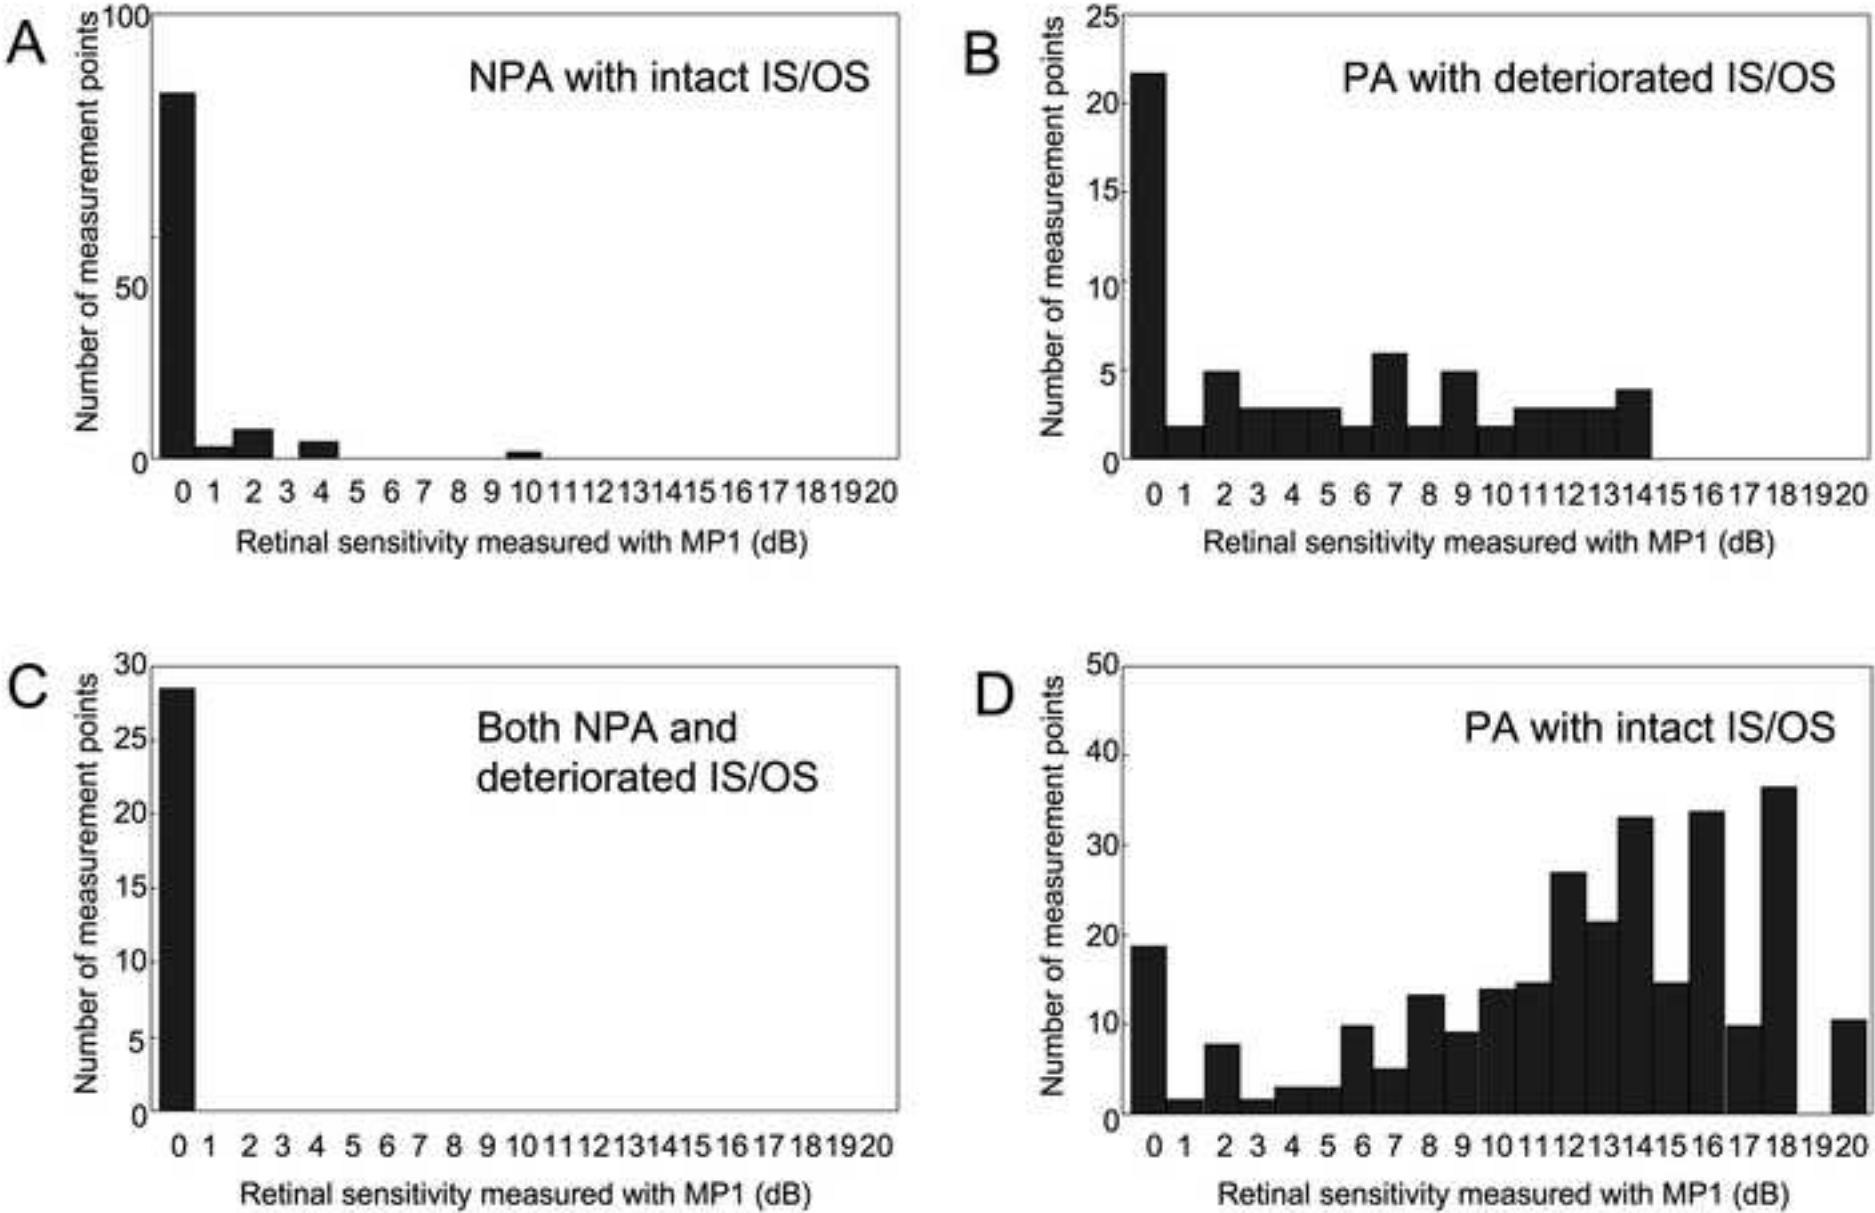 A
Number of measurement points
100
50
0
NPA with intact IS/OS
0 1 2 3 4 5 6 7 8 9 10 11 12 13 14 15 16 17 18 19 20
Retinal sensitivity measured with MP1 (dB)
B
Number of measurement points
25
20
15
10
5
0
PA with deteriorated IS/OS
0 1 2 3 4 5 6 7 8 9 10 11 12 13 14 15 16 17 18 19 20
Retinal sensitivity measured with MP1 (dB)
C
Number of measurement points
30
25
20
15
10
5
0
Both NPA and
deteriorated IS/OS
0 1 2 3 4 5 6 7 8 9 10 11 12 13 14 15 16 17 18 19 20
Retinal sensitivity measured with MP1 (dB)
D
Number of measurement points
50
40
30
20
10
0
PA with intact IS/OS
0 1 2 3 4 5 6 7 8 9 10 11 12 13 14 15 16 17 18 19 20
Retinal sensitivity measured with MP1 (dB)